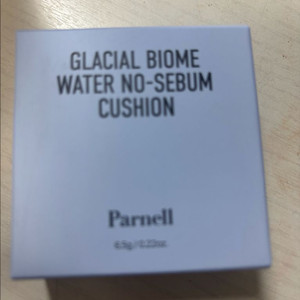 GLACIAL BIOME
WATER NO-SEBUM
CUSHION
Parnell
6.5g / 0.22oz.